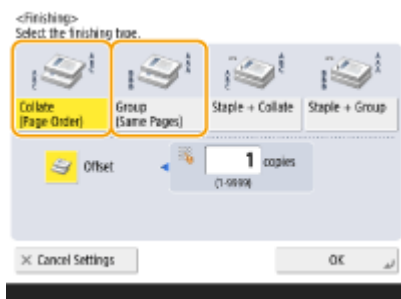 <Finishing>
Select the finishing type.
Collate
(Page Order)
Group
(Same Pages)
Staple + Collate
Staple + Group
Offset
1 copies
(1-9999)
× Cancel Settings
OK